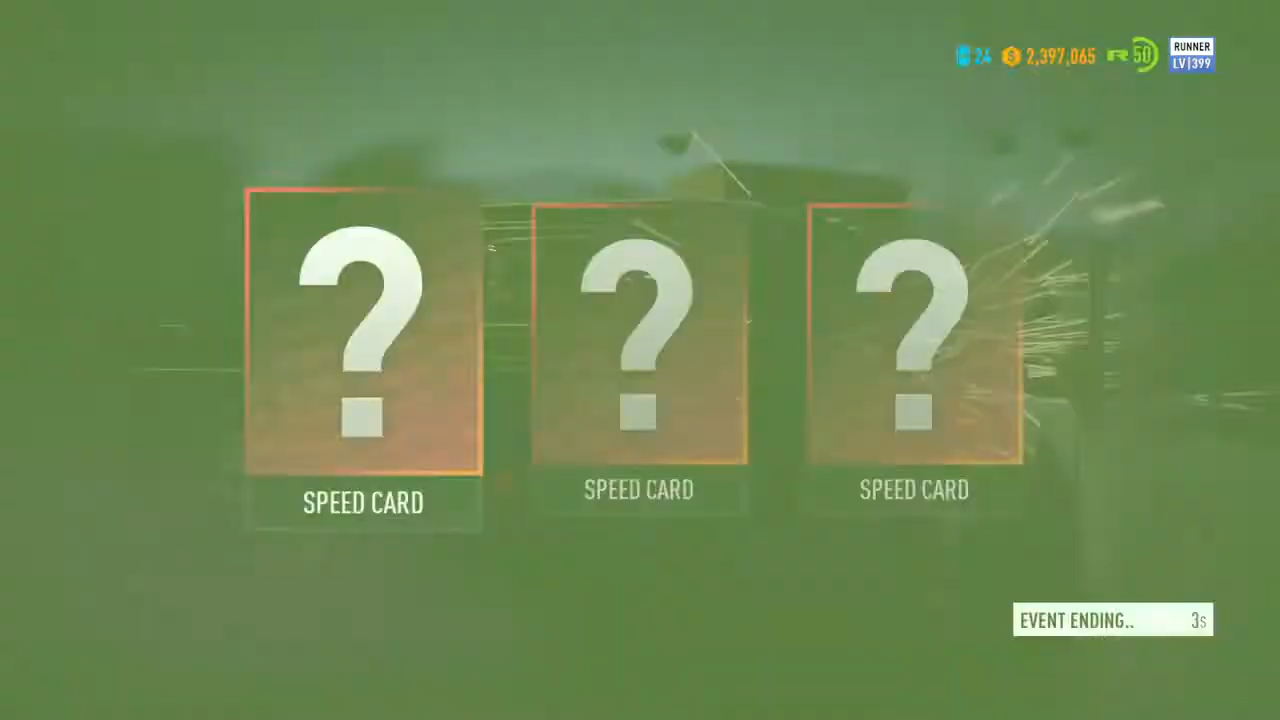 24 2,397,065 R 50 RUNNER
LV|399
?
?
?
SPEED CARD
SPEED CARD
SPEED CARD
EVENT ENDING.. 3s